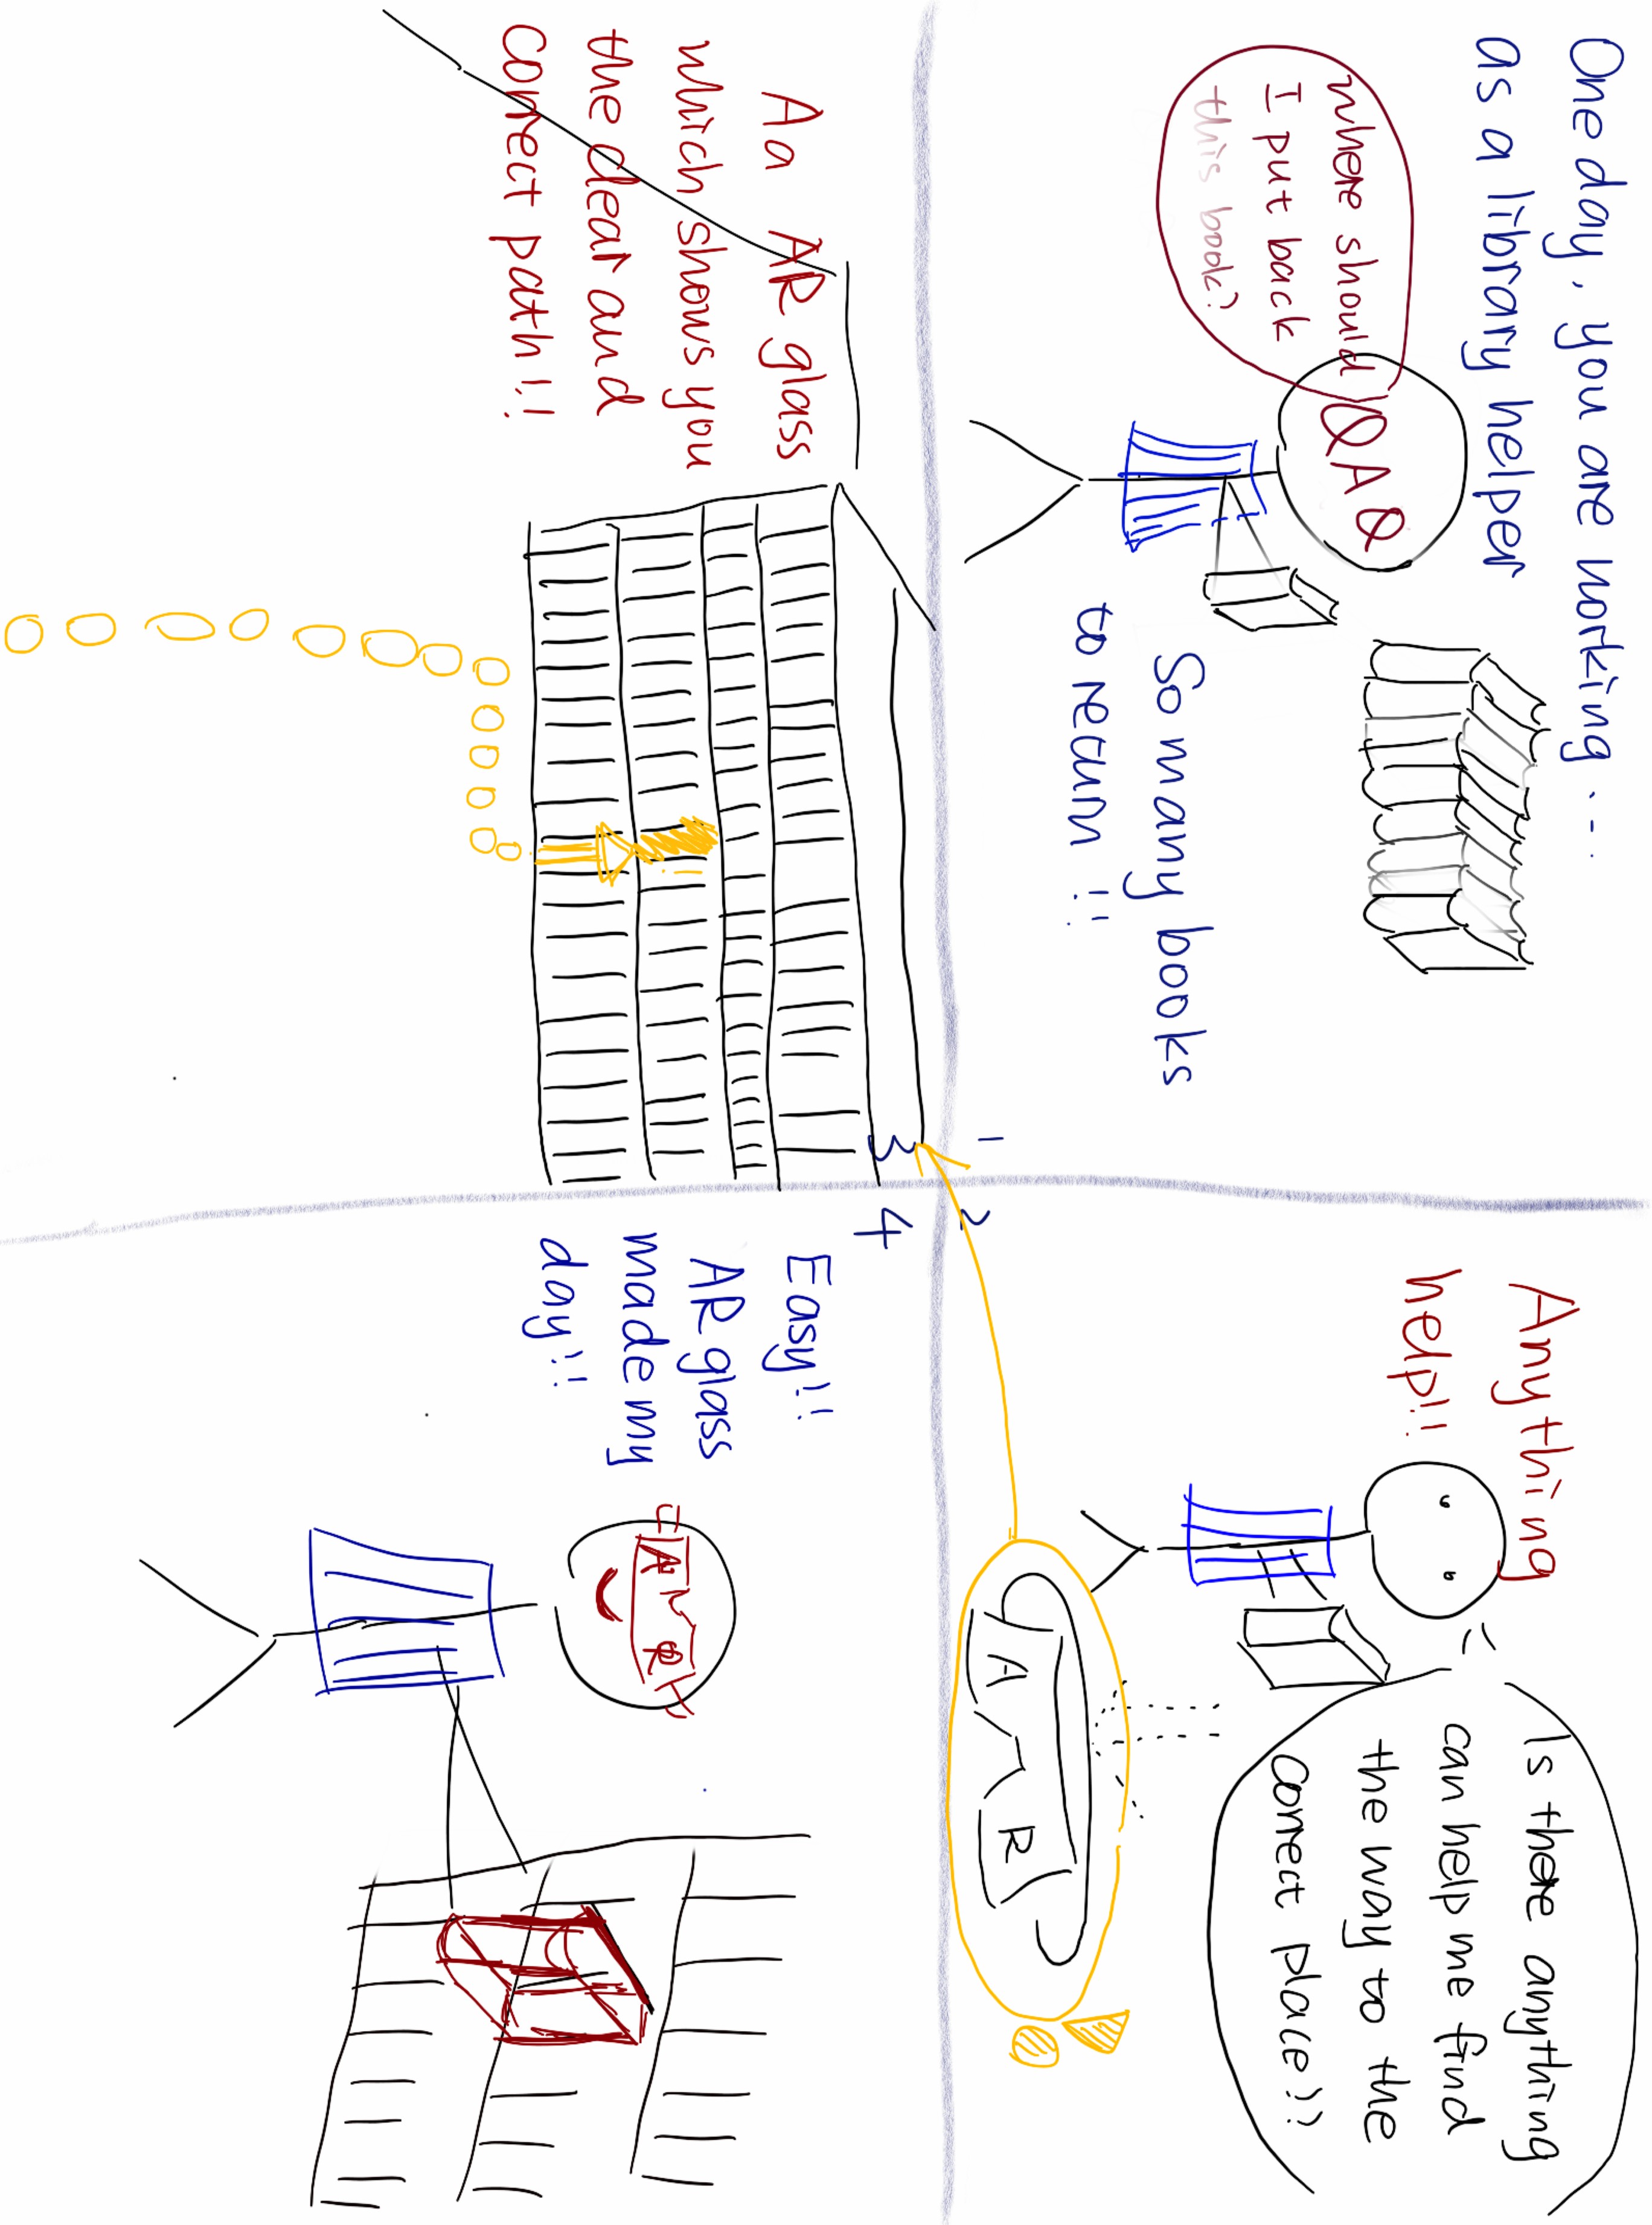 One day, you are working ....
as a library helper
Where should
I put back
this book?
QAQ
So many books
to return !!
1
Anything
help!!
Is there anything
can help me find
the way to the
correct place!!
A R
2
3
Aa AR glass
which shows you
the clear and
correct path!!!
4
Easy!!
AR glass
made my
day!!!
A R